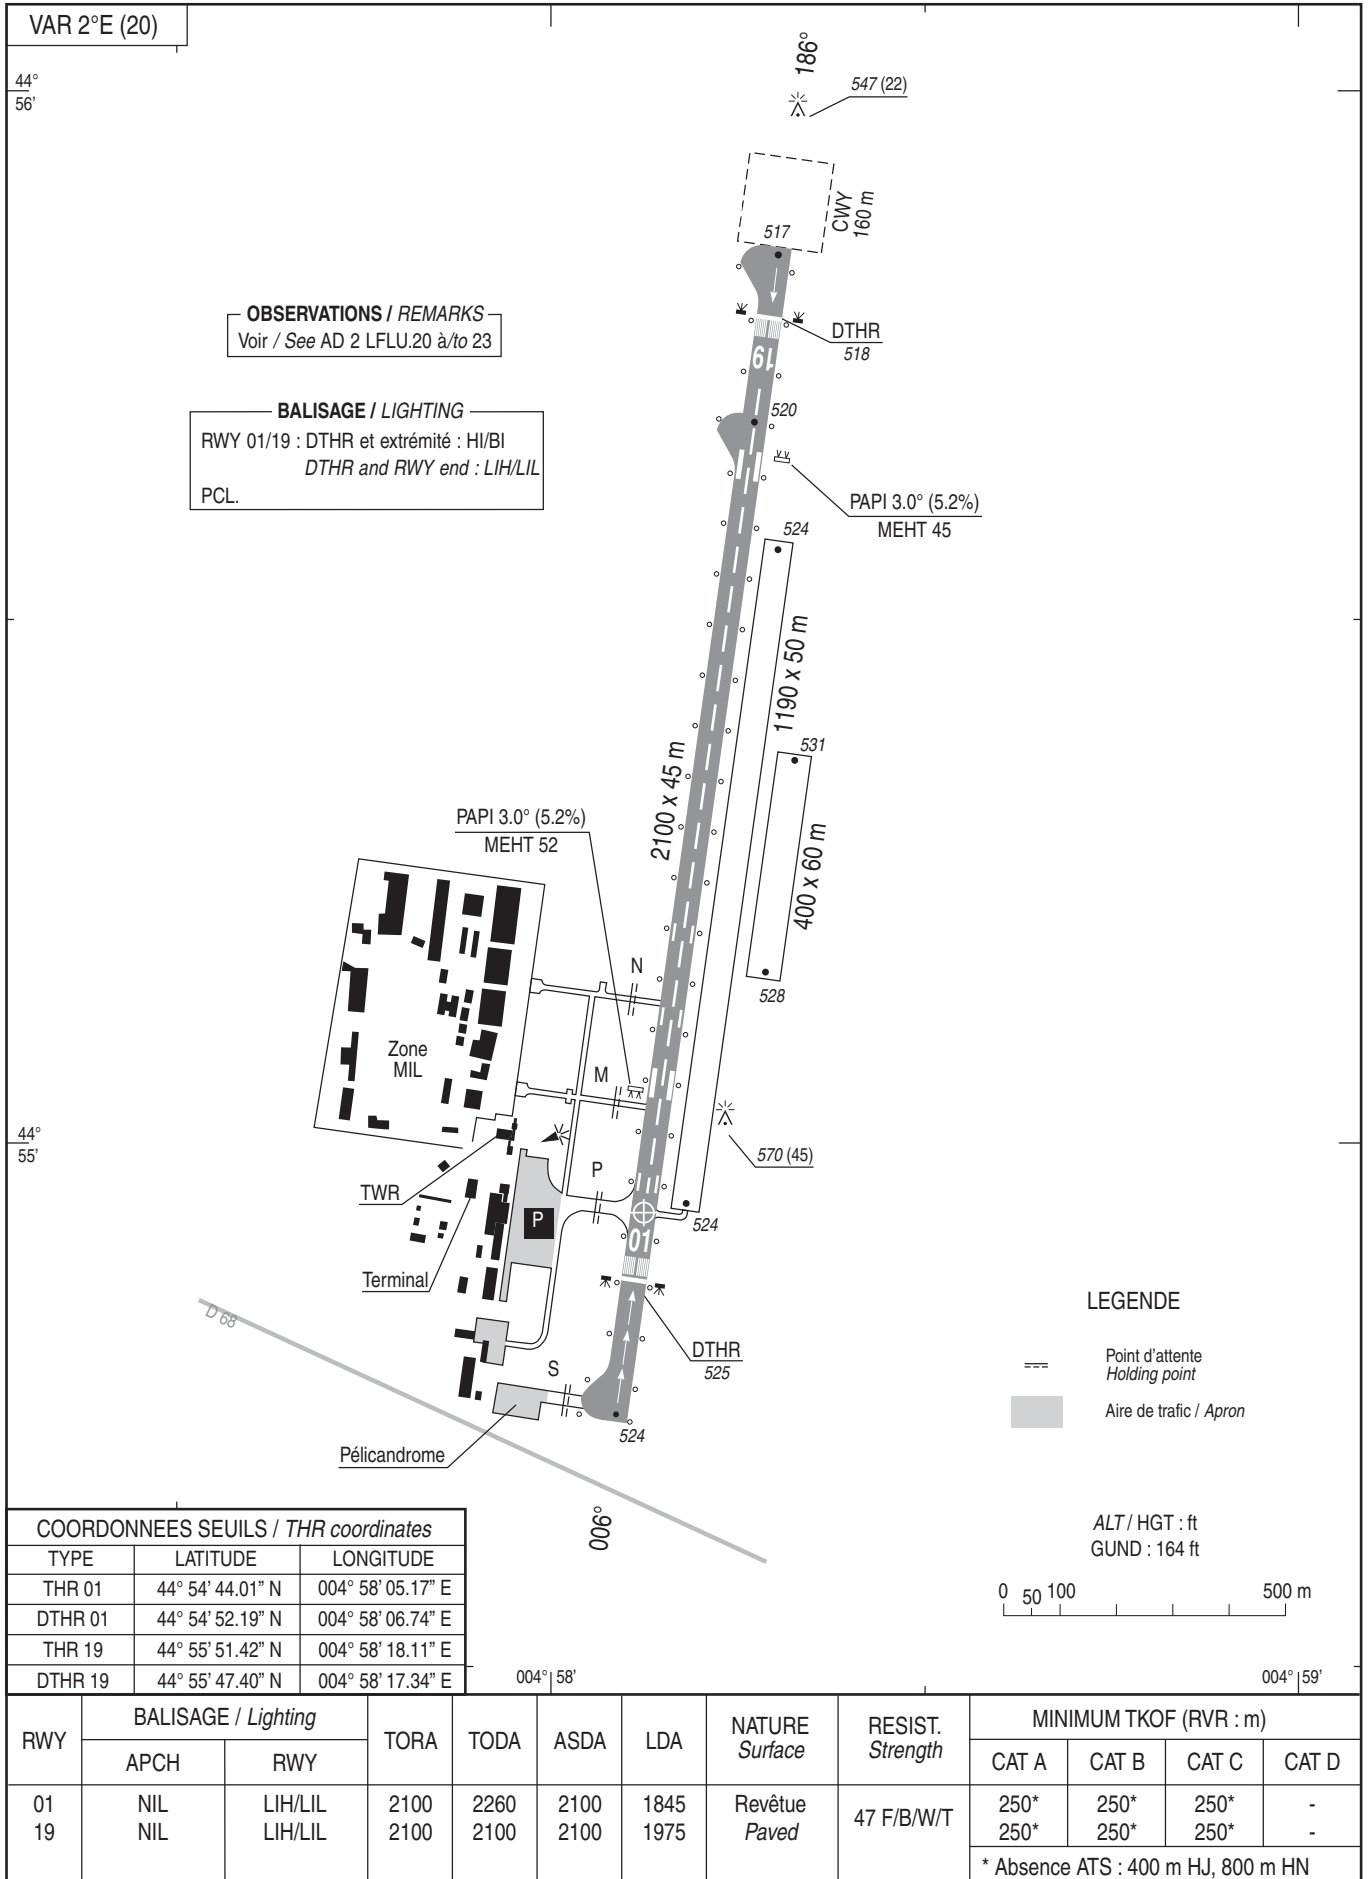 VAR 2°E (20)
186°
44°
56'
547 (22)
CWY
160 m
517
OBSERVATIONS / REMARKS
Voir / See AD 2 LFLU.20 à/to 23
DTHR
518
19
BALISAGE / LIGHTING
RWY 01/19 : DTHR et extrémité : HI/BI
DTHR and RWY end : LIH/LIL
PCL.
520
PAPI 3.0° (5.2%)
MEHT 45
524
1190 x 50 m
2100 x 45 m
531
PAPI 3.0° (5.2%)
MEHT 52
400 x 60 m
N
528
Zone
MIL
M
44°
55'
570 (45)
P
TWR
P
524
01
Terminal
D 68
LEGENDE
DTHR
525
Point d'attente
Holding point
S
Aire de trafic / Apron
524
Pélicandrome
006°
ALT / HGT : ft
GUND : 164 ft
0 50 100 500 m
COORDONNEES SEUILS / THR coordinates
TYPE LATITUDE LONGITUDE
THR 01 44° 54' 44.01" N 004° 58' 05.17" E
DTHR 01 44° 54' 52.19" N 004° 58' 06.74" E
THR 19 44° 55' 51.42" N 004° 58' 18.11" E
DTHR 19 44° 55' 47.40" N 004° 58' 17.34" E
004° 58'
004° 59'
RWY BALISAGE / Lighting TORA TODA ASDA LDA NATURE RESIST. MINIMUM TKOF (RVR : m)
Surface Strength
APCH RWY CAT A CAT B CAT C CAT D
01 NIL LIH/LIL 2100 2260 2100 1845 Revêtue 47 F/B/W/T 250* 250* 250* -
19 NIL LIH/LIL 2100 2100 2100 1975 Paved 250* 250* 250* -
* Absence ATS : 400 m HJ, 800 m HN